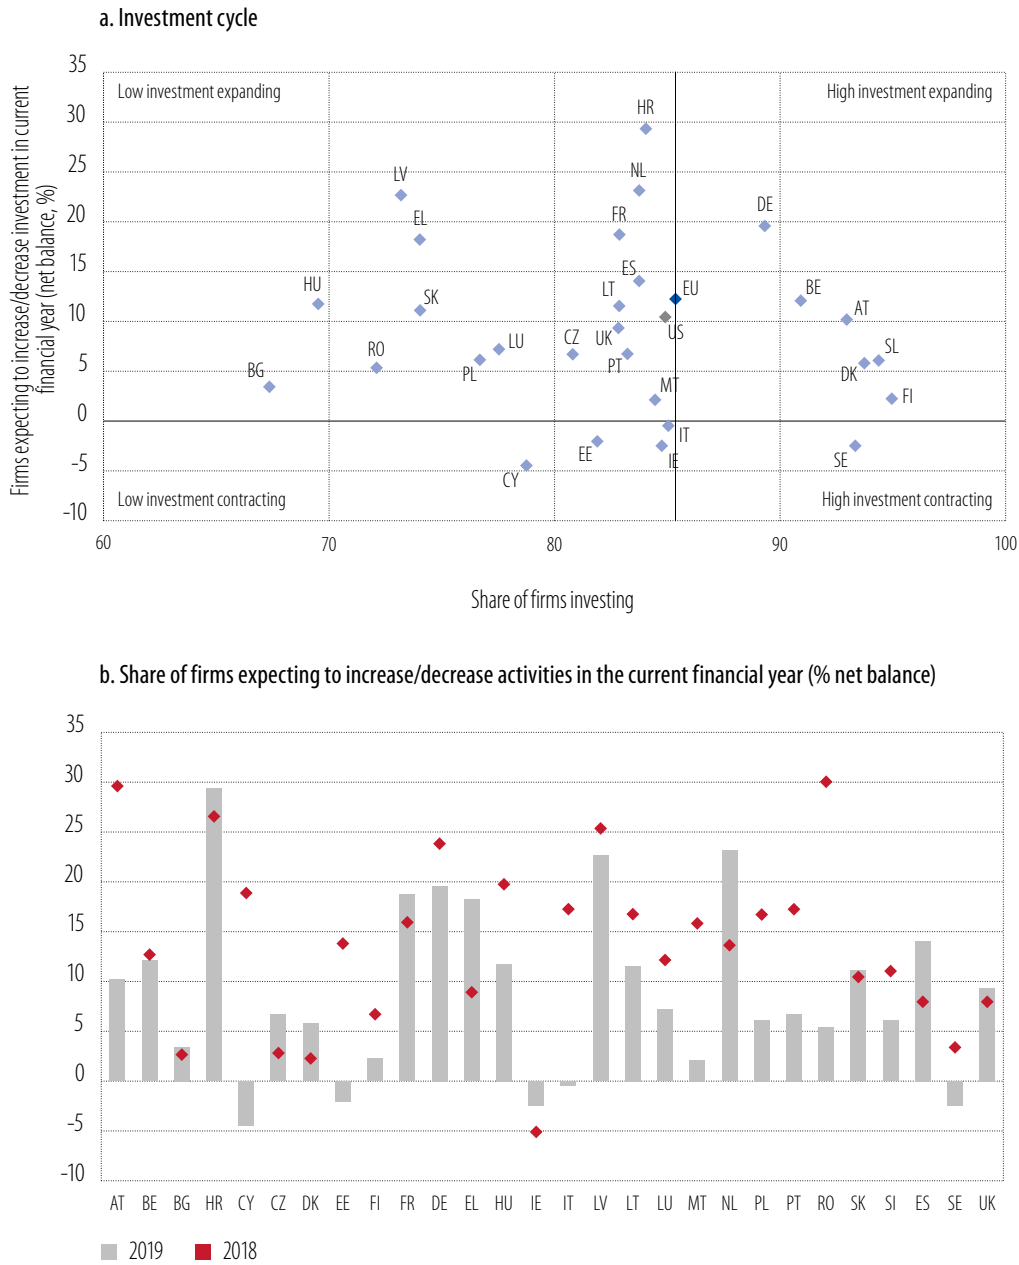 a. Investment cycle
Firms expecting to increase/decrease investment in current
financial year (net balance, %)
35
30
25
20
15
10
5
0
–5
–10
Low investment expanding
High investment expanding
HR
LV
NL
EL
FR
DE
HU
SK
ES
LT
EU
BE
AT
US
UK
CZ
PT
LU
PL
RO
BG
SL
DK
FI
MT
IT
IE
EE
CY
SE
Low investment contracting
High investment contracting
60
70
80
90
100
Share of firms investing
b. Share of firms expecting to increase/decrease activities in the current financial year (% net balance)
35
30
25
20
15
10
5
0
–5
–10
AT BE BG HR CY CZ DK EE FI FR DE EL HU IE IT LV LT LU MT NL PL PT RO SK SI ES SE UK
2019 2018